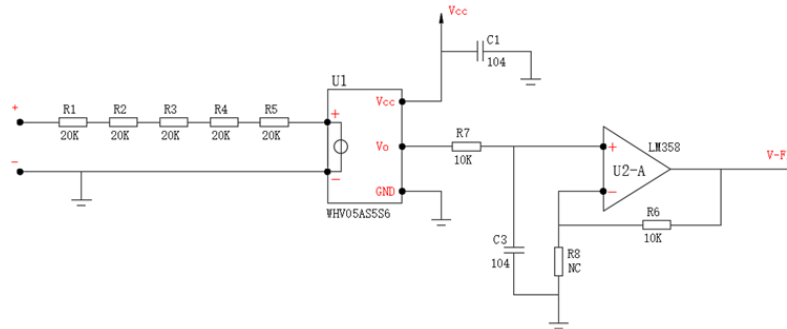 Vcc
C1
104
U1
+
R1
R2
R3
R4
R5
20K
20K
20K
20K
20K
+
Vcc
Vo
GND
-
-
WHV05AS5S6
R7
10K
+
-
LM358
U2-A
V-F
R6
10K
C3
104
R8
NC